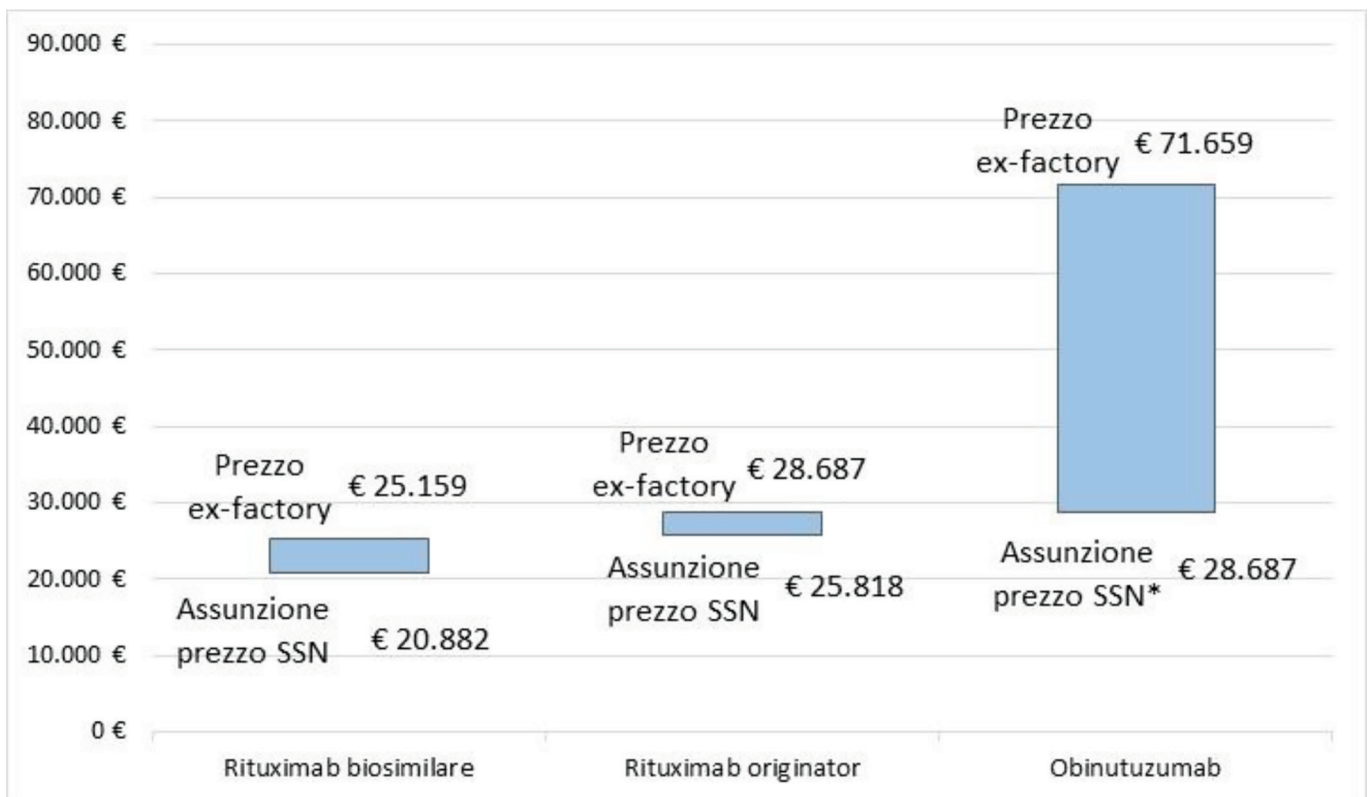 90.000 €
80.000 €
70.000 €
60.000 €
50.000 €
40.000 €
30.000 €
20.000 €
10.000 €
0 €
Prezzo
ex-factory
€ 25.159
Assunzione
prezzo SSN
€ 20.882
Prezzo
ex-factory
€ 28.687
Assunzione
prezzo SSN
€ 25.818
Prezzo
ex-factory
€ 71.659
Assunzione
prezzo SSN*
€ 28.687
Rituximab biosimilare
Rituximab originator
Obinutuzumab